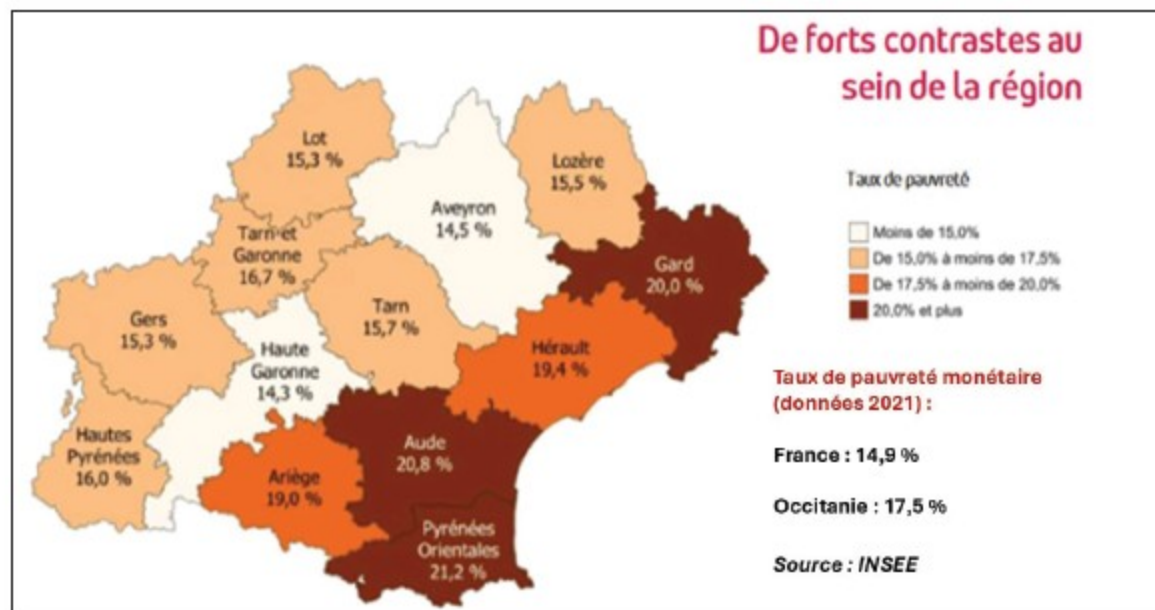 De forts contrastes au
sein de la région
Lot
15,3 %
Lozère
15,5 %
Aveyron
14,5 %
Tarn-et
Garonne
16,7 %
Gard
20,0 %
Gers
15,3 %
Tarn
15,7 %
Haute
Garonne
14,3 %
Hérault
19,4 %
Hautes
Pyrénées
16,0 %
Ariège
19,0 %
Aude
20,8 %
Pyrénées
Orientales
21,2 %
Taux de pauvreté
Moins de 15,0%
De 15,0% à moins de 17,5%
De 17,5% à moins de 20,0%
20,0% et plus
Taux de pauvreté monétaire
(données 2021) :
France : 14,9 %
Occitanie : 17,5 %
Source : INSEE